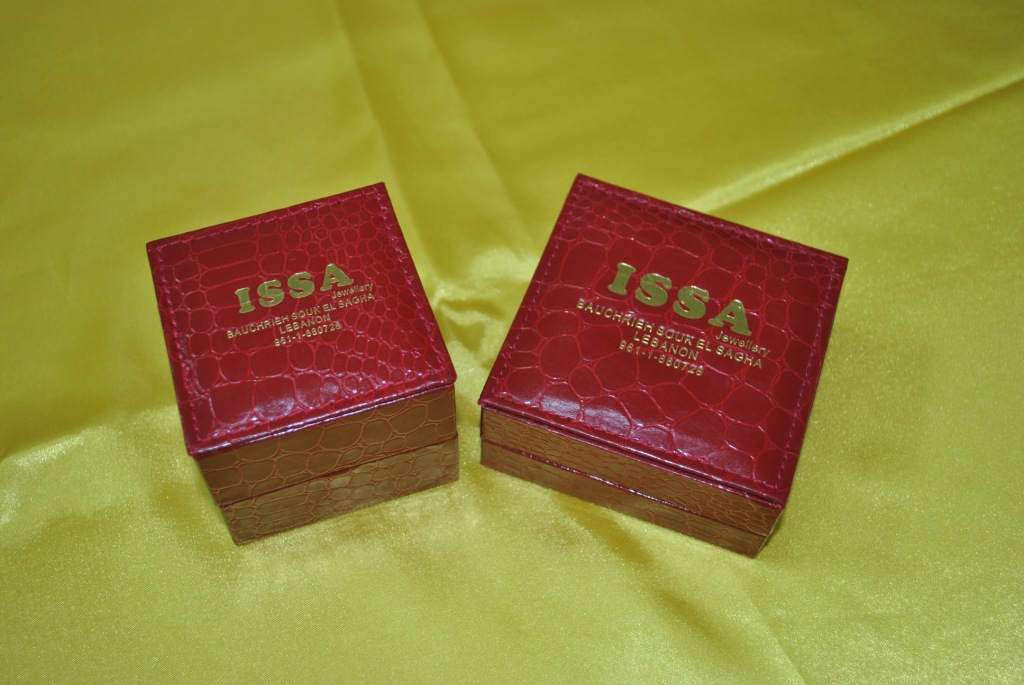 ISSA
Jewellery
BAUCHRIEH SOUK EL SAGHA
LEBANON
961-1-880728
ISSA
Jewellery
BAUCHRIEH SOUK EL SAGHA
LEBANON
961-1-880728